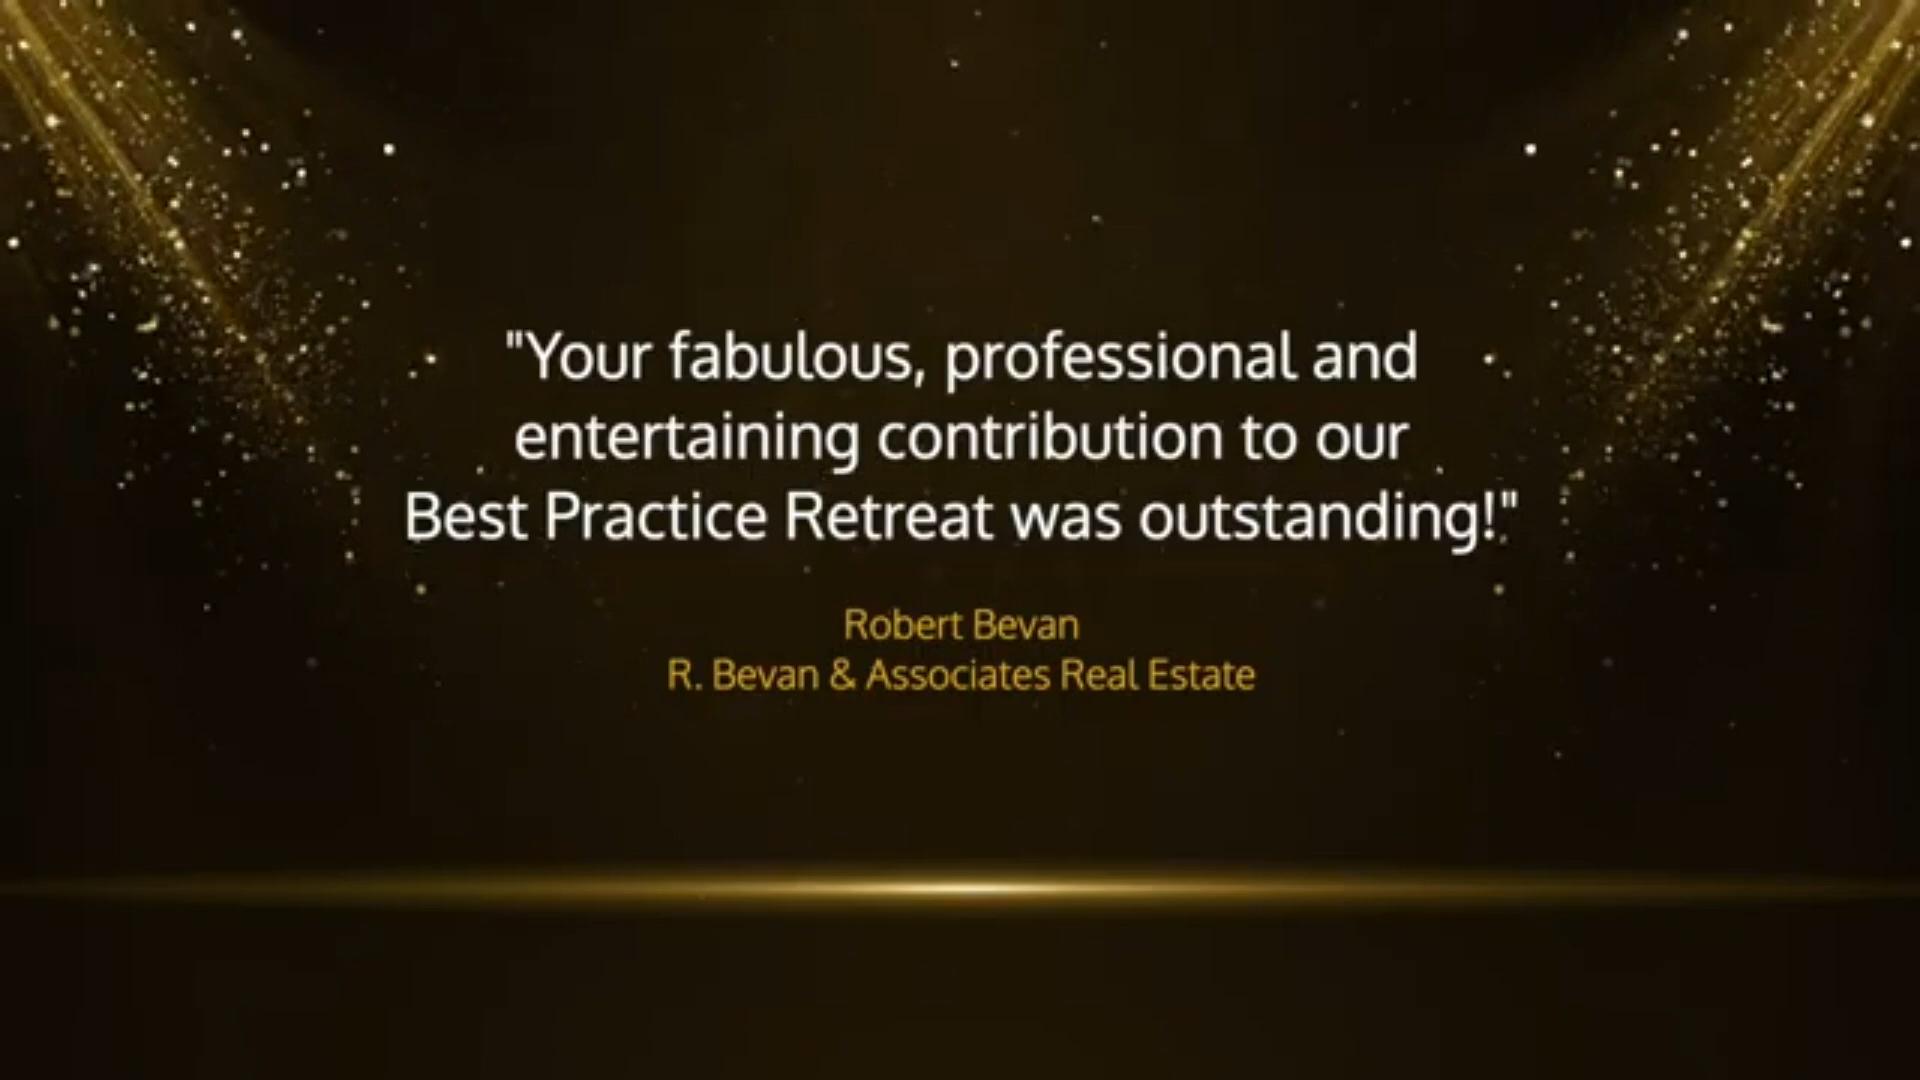 "Your fabulous, professional and
entertaining contribution to our
Best Practice Retreat was outstanding!"
Robert Bevan
R. Bevan & Associates Real Estate